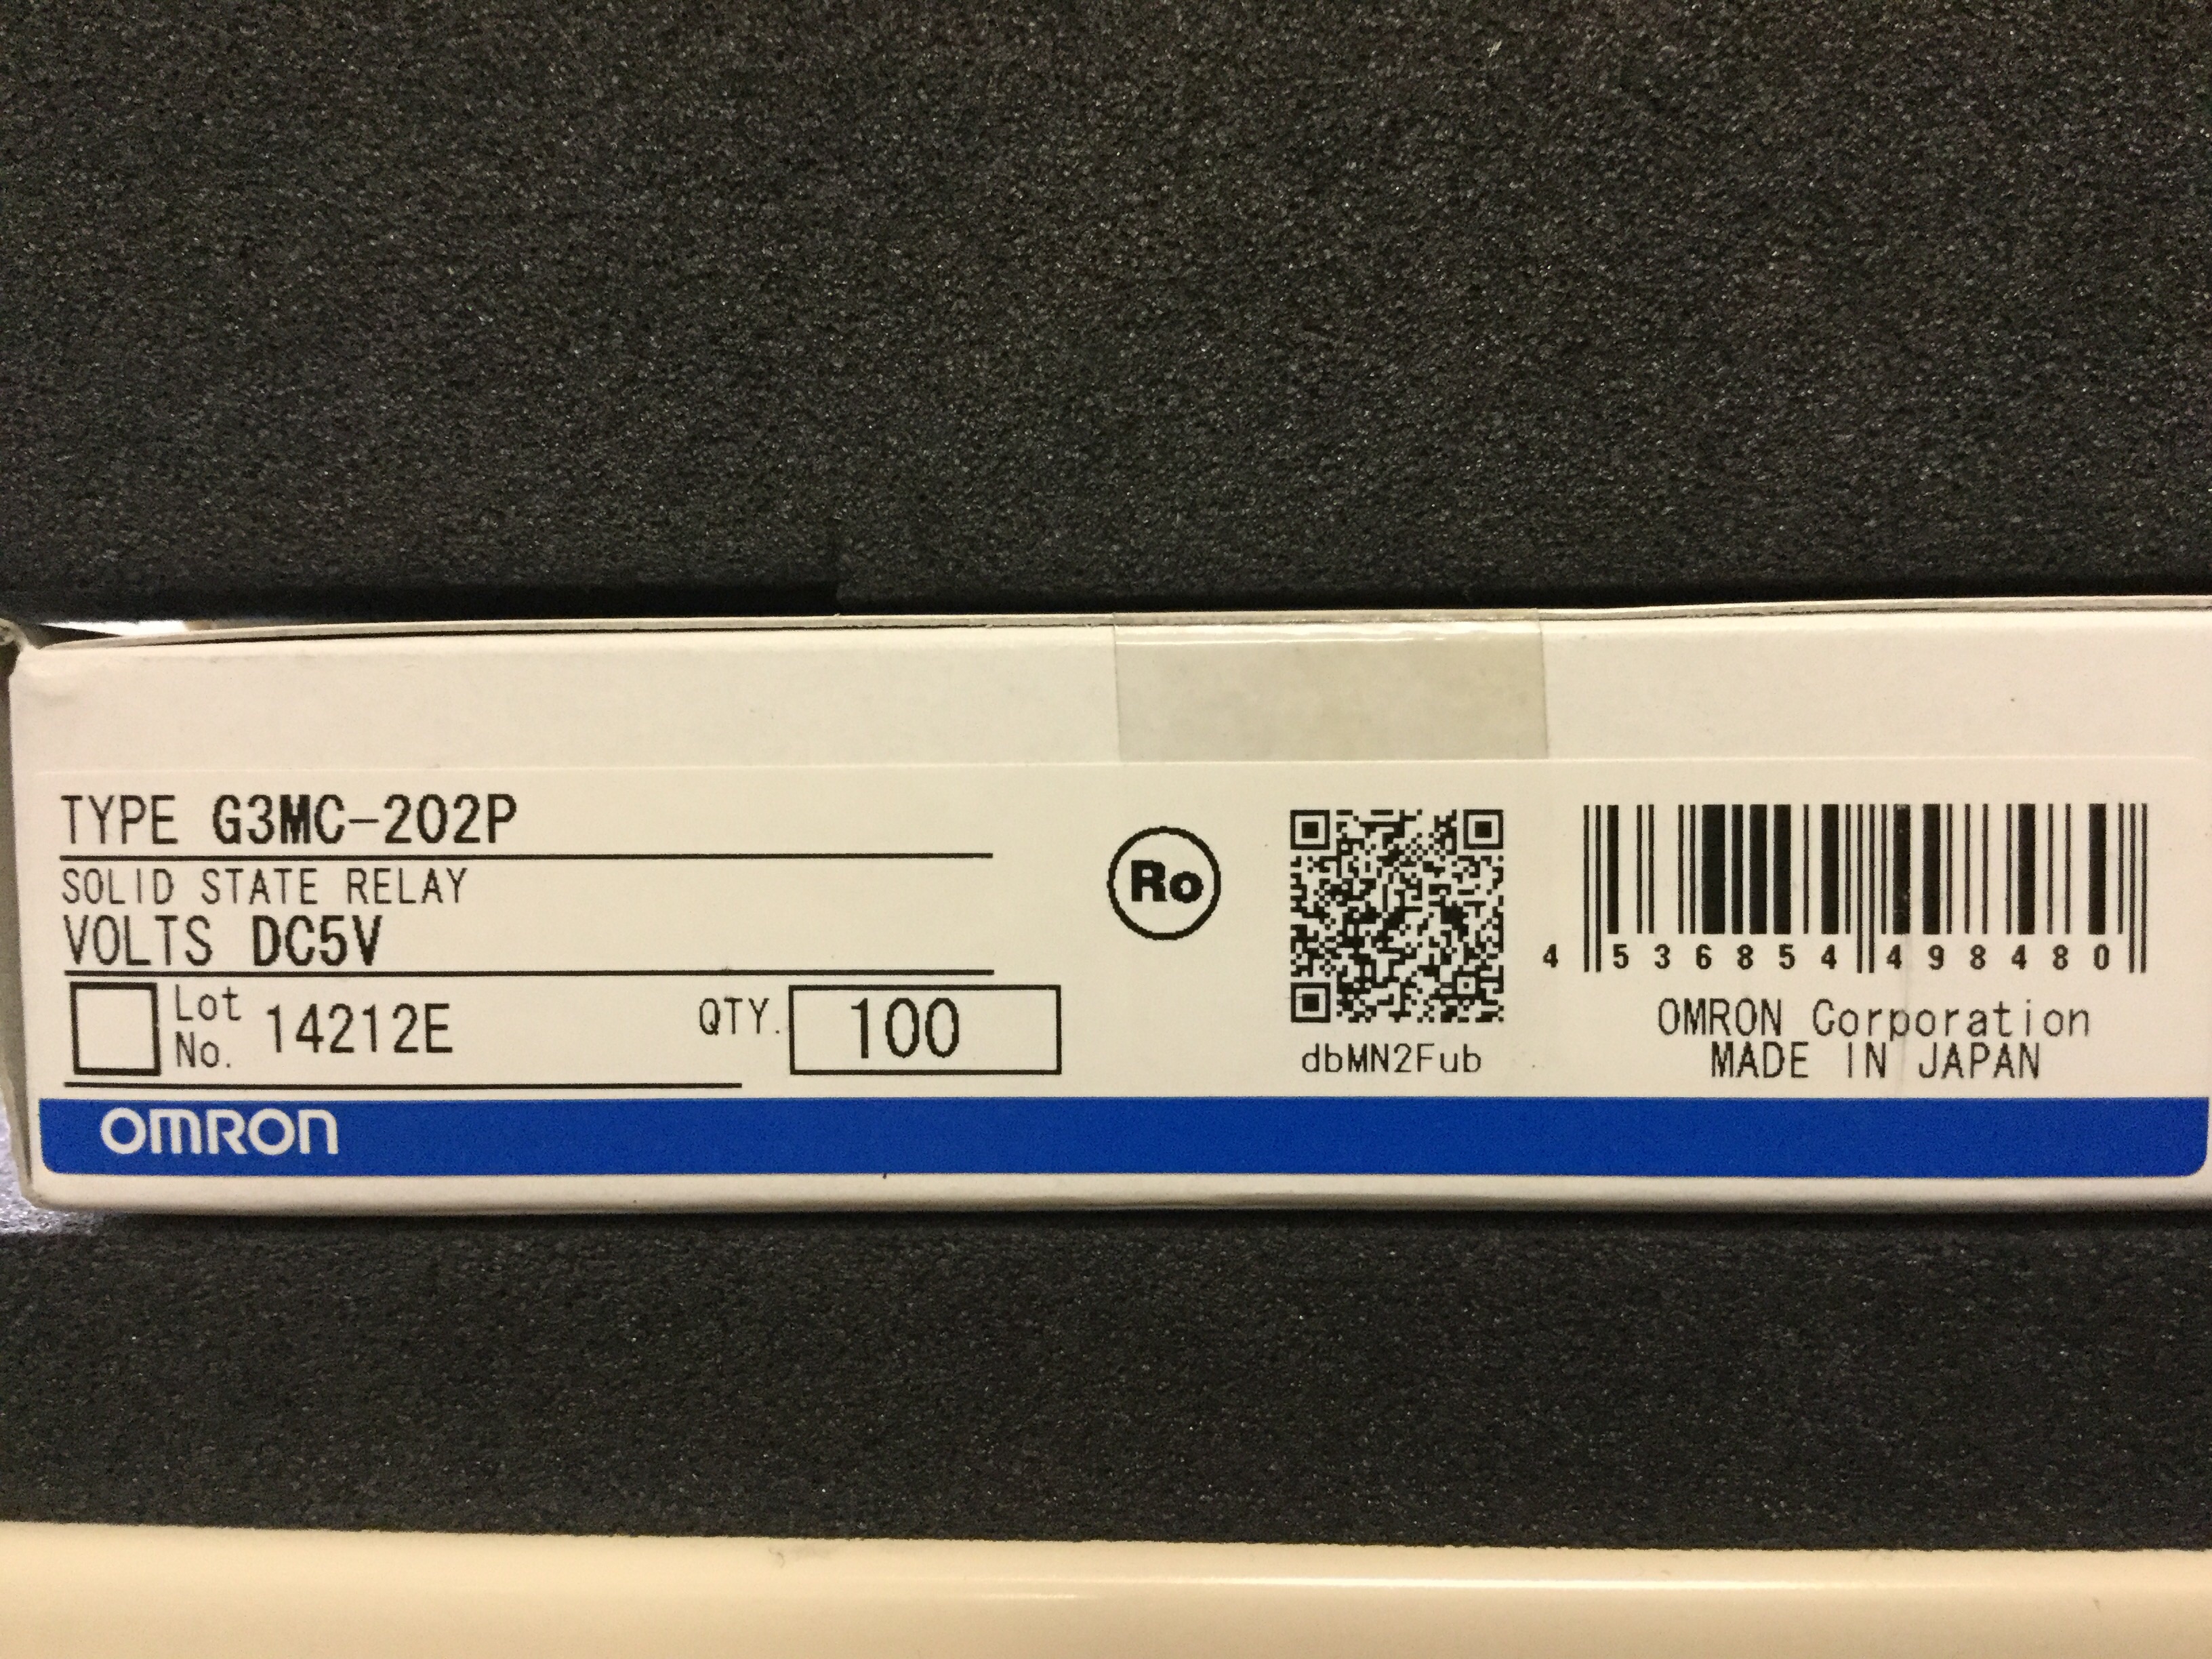 TYPE G3MC-202P
SOLID STATE RELAY
VOLTS DC5V
Lot No. 14212E
QTY. 100
OMRON
Ro
dbMN2Fub
4 536854 498480
OMRON Corporation
MADE IN JAPAN